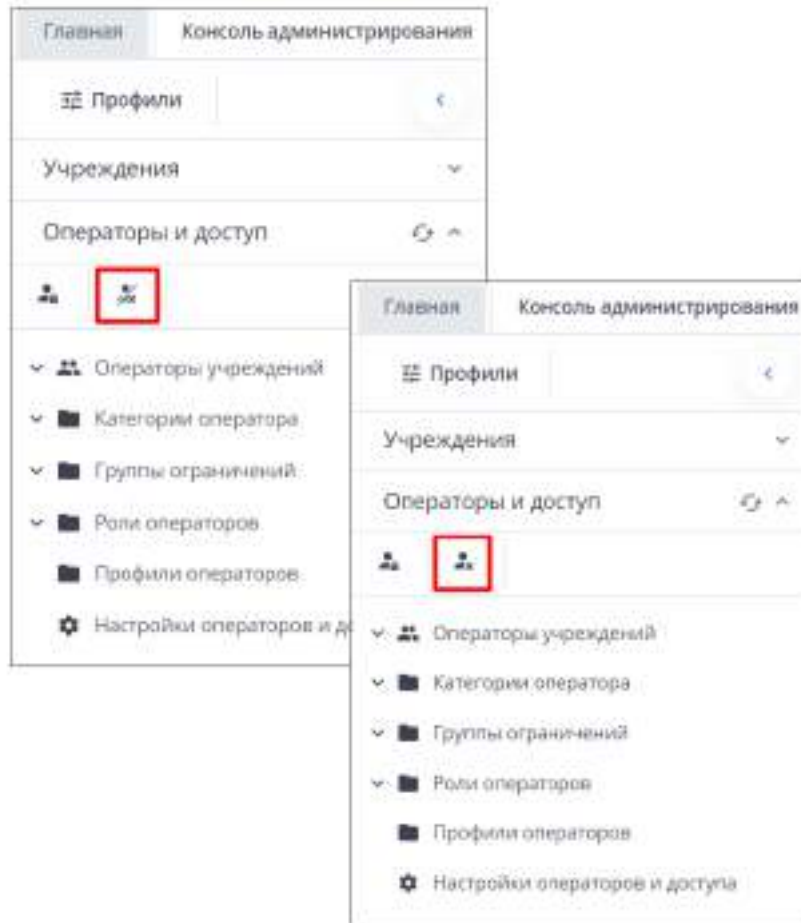 Главная Консоль администрирования
Профили
Учреждения
Операторы и доступ
Операторы учреждений
Категории оператора
Группы ограничений
Роли операторов
Профили операторов
Настройки операторов и до
Главная Консоль администрирования
Профили
Учреждения
Операторы и доступ
Операторы учреждений
Категории оператора
Группы ограничений
Роли операторов
Профили операторов
Настройки операторов и доступа